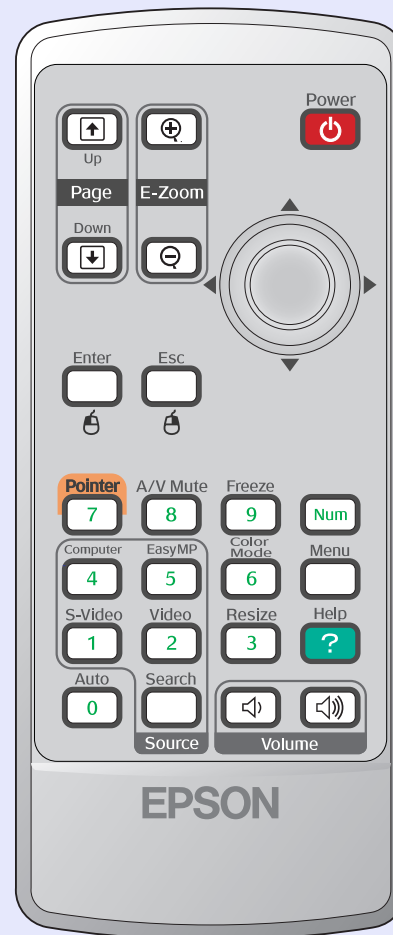 Power
Up
Page E-Zoom
Down
Enter Esc
Pointer A/V Mute Freeze
7 8 9 Num
Computer EasyMP Color Mode Menu
4 5 6
S-Video Video Resize Help
1 2 3 ?
Auto Search
0
Source Volume
EPSON